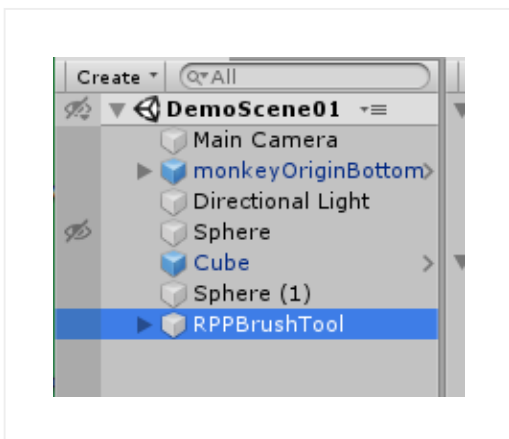 Create All
DemoScene01
Main Camera
monkeyOriginBottom
Directional Light
Sphere
Cube
Sphere (1)
RPPBrushTool